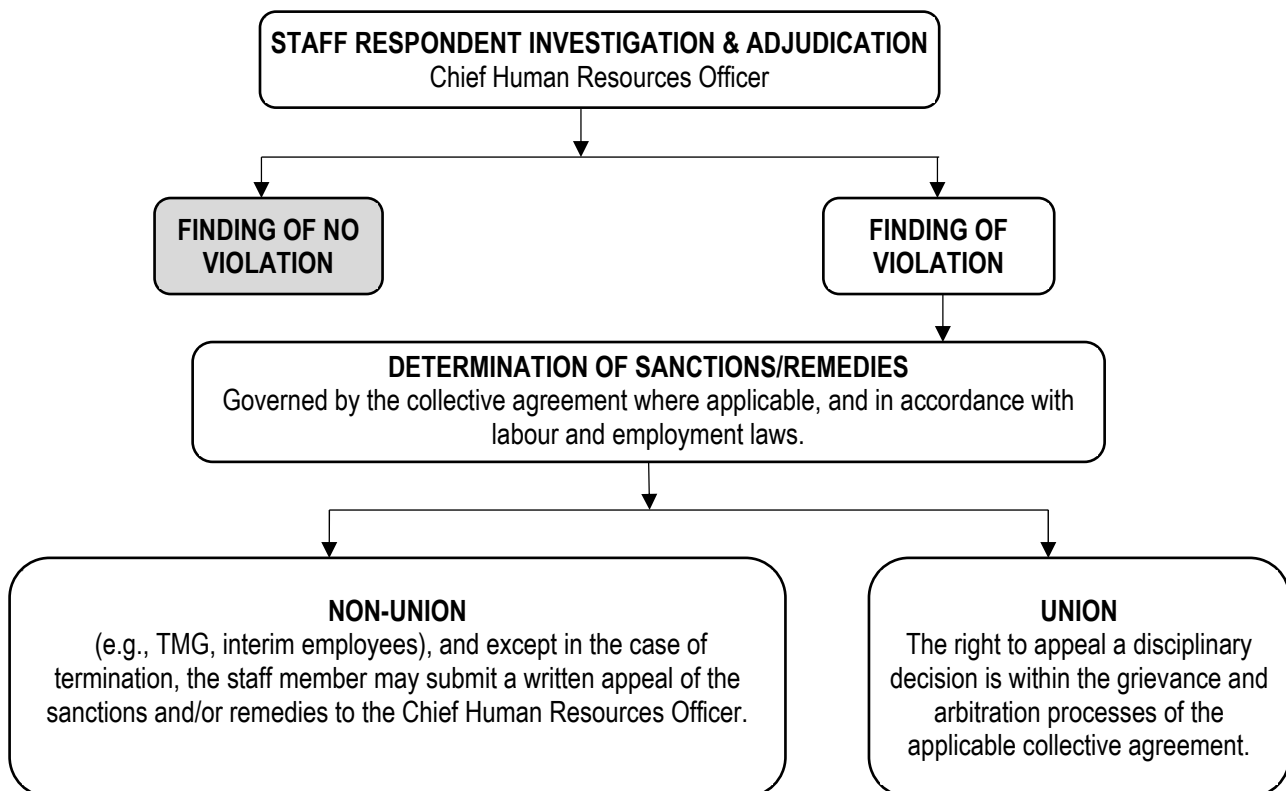 STAFF RESPONDENT INVESTIGATION & ADJUDICATION
Chief Human Resources Officer
FINDING OF NO
VIOLATION
FINDING OF
VIOLATION
DETERMINATION OF SANCTIONS/REMEDIES
Governed by the collective agreement where applicable, and in accordance with
labour and employment laws.
NON-UNION
(e.g., TMG, interim employees), and except in the case of
termination, the staff member may submit a written appeal of the
sanctions and/or remedies to the Chief Human Resources Officer.
UNION
The right to appeal a disciplinary
decision is within the grievance and
arbitration processes of the
applicable collective agreement.